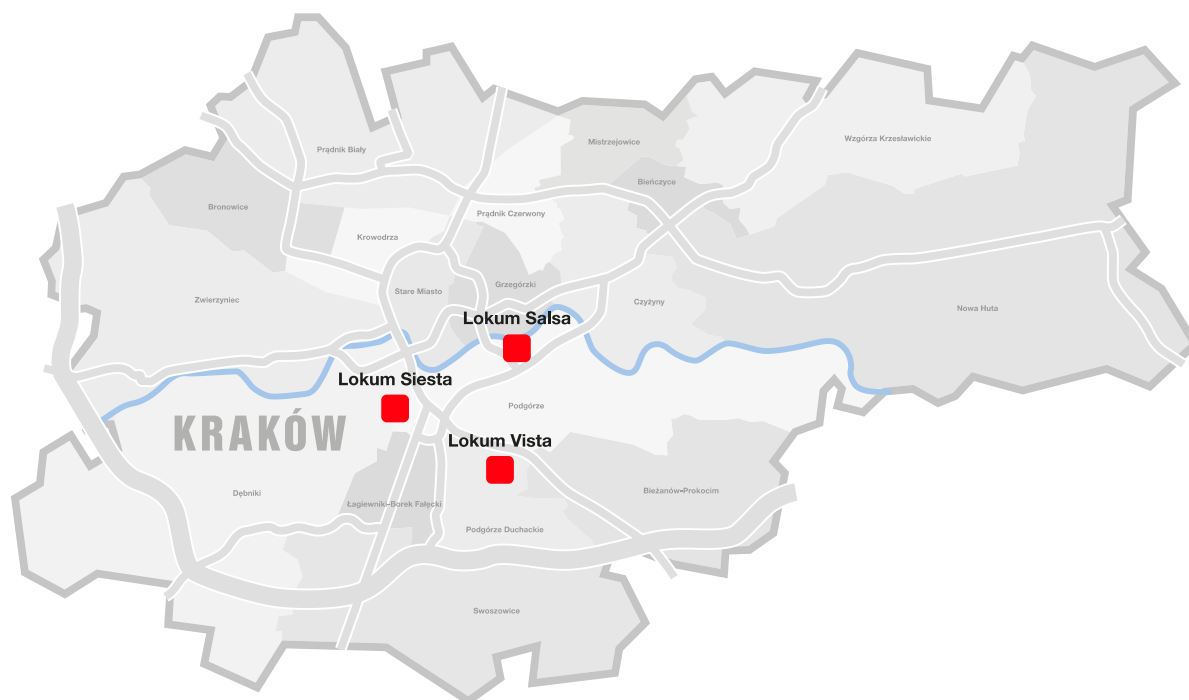 Mistrzejowice
Wzgórza Krzesławickie
Prądnik Biały
Bieńczyce
Bronowice
Prądnik Czerwony
Krowodrza
Grzegórzki
Stare Miasto
Zwierzyniec
Czyżyny
Nowa Huta
Lokum Salsa
Lokum Siesta
Podgórze
KRAKÓW
Lokum Vista
Dębniki
Bieżanów-Prokocim
Łagiewniki-Borek Fałęcki
Podgórze Duchackie
Swoszowice